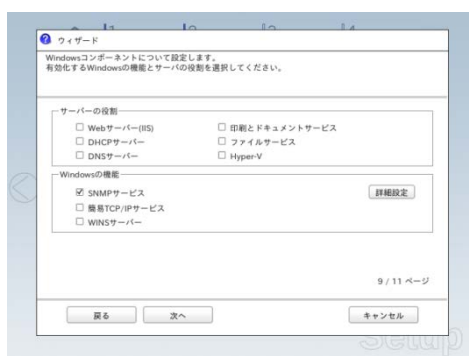 ウィザード
Windowsコンポーネントについて設定します。
有効化するWindowsの機能とサーバの役割を選択してください。
サーバーの役割
Webサーバー(IIS)
印刷とドキュメントサービス
DHCPサーバー
ファイルサービス
DNSサーバー
Hyper-V
Windowsの機能
SNMPサービス
詳細設定
簡易TCP/IPサービス
WINSサーバー
9 / 11 ページ
戻る
次へ
キャンセル
Setup